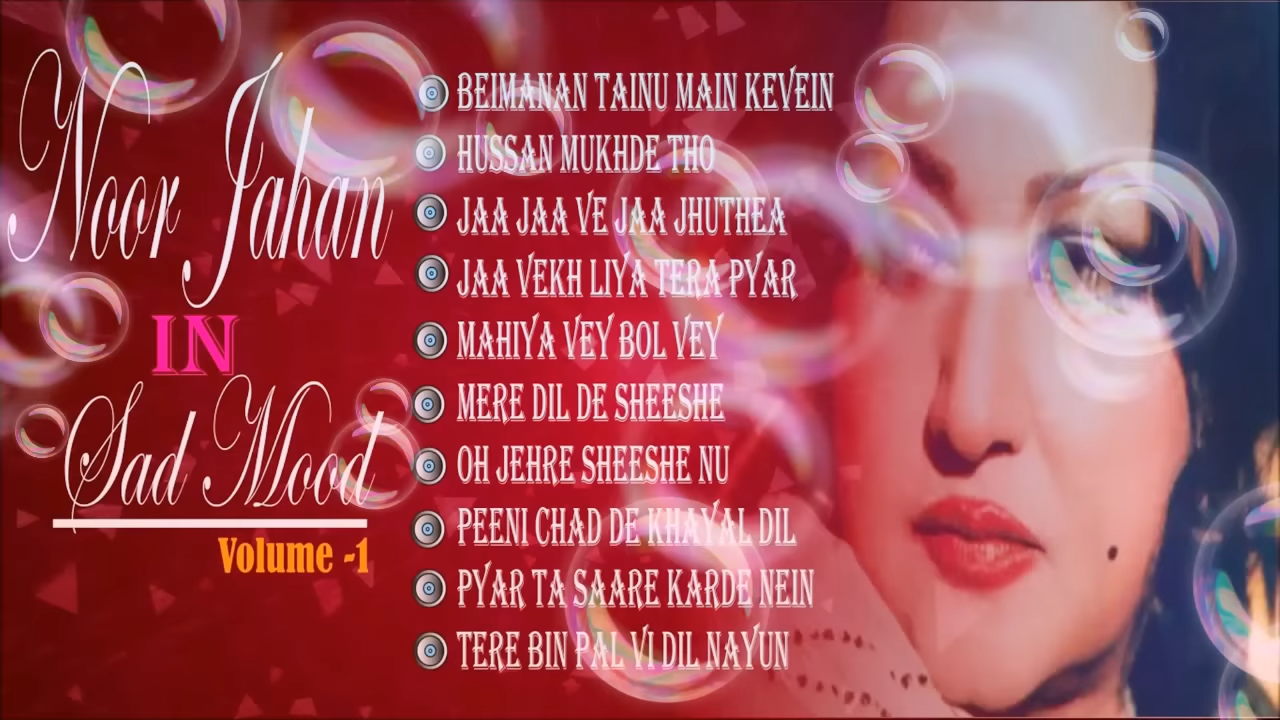 Noor Jahan
IN
Sad Mood
Volume -1
BEIMANAN TAINU MAIN KEVEIN
HUSSAN MUKHDE THO
JAA JAA VE JAA JHUTHEA
JAA VEKH LIYA TERA PYAR
MAHIYA VEY BOL VEY
MERE DIL DE SHEESHE
OH JEHRE SHEESHE NU
PEENI CHAD DE KHAYAL DIL
PYAR TA SAARE KARDE NEIN
TERE BIN PAL VI DIL NAYUN